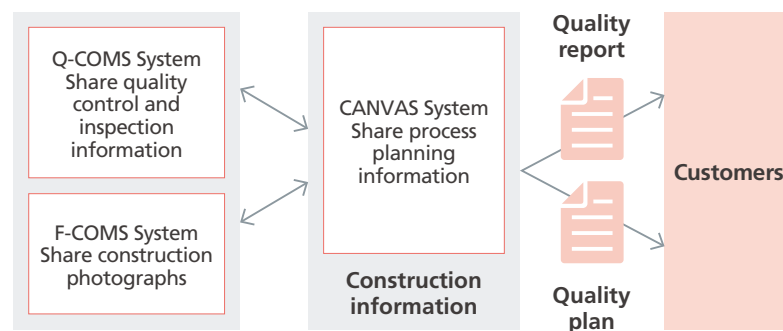 Q-COMS System
Share quality
control and
inspection
information
F-COMS System
Share construction
photographs
CANVAS System
Share process
planning
information
Construction
information
Quality
report
Quality
plan
Customers